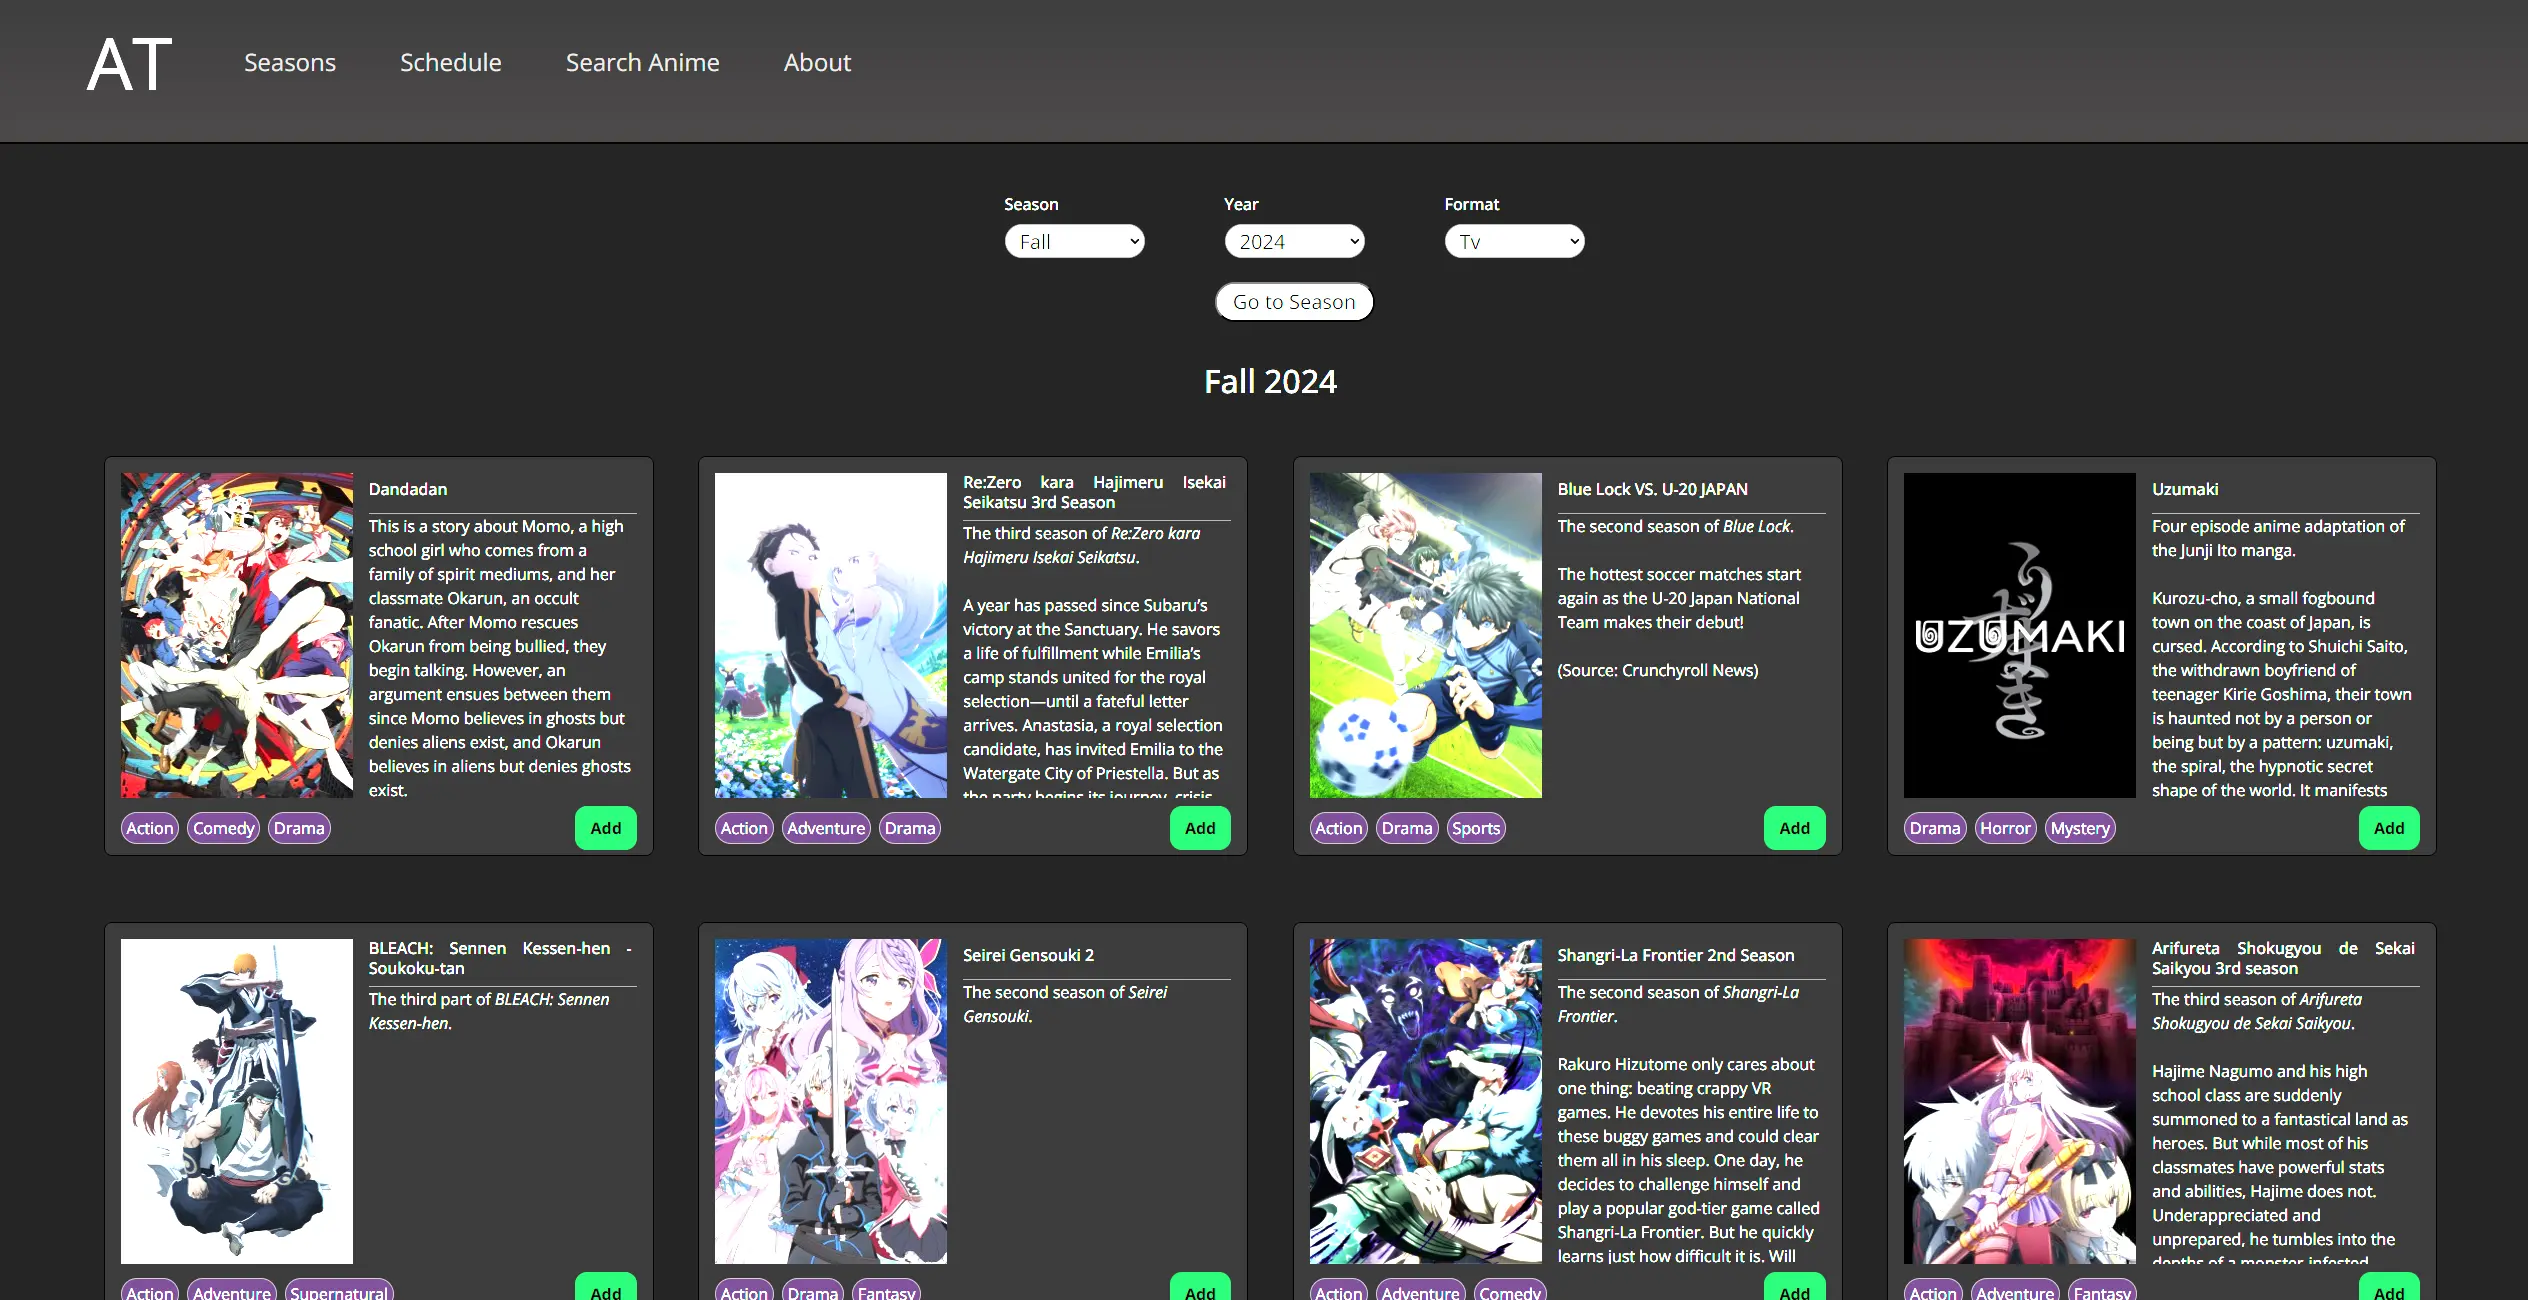 AT
Seasons
Schedule
Search Anime
About
Season
Year
Format
Fall
2024
Tv
Go to Season
Fall 2024
Dandadan
This is a story about Momo, a high
school girl who comes from a
family of spirit mediums, and her
classmate Okarun, an occult
fanatic. After Momo rescues
Okarun from being bullied, they
begin talking. However, an
argument ensues between them
since Momo believes in ghosts but
denies aliens exist, and Okarun
believes in aliens but denies ghosts
exist.
Action
Comedy
Drama
Add
Re:Zero kara Hajimeru Isekai
Seikatsu 3rd Season
The third season of Re:Zero kara
Hajimeru Isekai Seikatsu.
A year has passed since Subaru’s
victory at the Sanctuary. He savors
a life of fulfillment while Emilia’s
camp stands united for the royal
selection—until a fateful letter
arrives. Anastasia, a royal selection
candidate, has invited Emilia to the
Watergate City of Priestella. But as
the party begins its journey, crisis
Action
Adventure
Drama
Add
Blue Lock VS. U-20 JAPAN
The second season of Blue Lock.
The hottest soccer matches start
again as the U-20 Japan National
Team makes their debut!
(Source: Crunchyroll News)
Action
Drama
Sports
Add
UZUMAKI
うずまき
Uzumaki
Four episode anime adaptation of
the Junji Ito manga.
Kurozu-cho, a small fogbound
town on the coast of Japan, is
cursed. According to Shuichi Saito,
the withdrawn boyfriend of
teenager Kirie Goshima, their town
is haunted not by a person or
being but by a pattern: uzumaki,
the spiral, the hypnotic secret
shape of the world. It manifests
Drama
Horror
Mystery
Add
BLEACH: Sennen Kessen-hen -
Soukoku-tan
The third part of BLEACH: Sennen
Kessen-hen.
Action
Adventure
Supernatural
Add
Seirei Gensouki 2
The second season of Seirei
Gensouki.
Action
Drama
Fantasy
Add
Shangri-La Frontier 2nd Season
The second season of Shangri-La
Frontier.
Rakuro Hizutome only cares about
one thing: beating crappy VR
games. He devotes his entire life to
these buggy games and could clear
them all in his sleep. One day, he
decides to challenge himself and
play a popular god-tier game called
Shangri-La Frontier. But he quickly
learns just how difficult it is. Will
Action
Adventure
Comedy
Add
Arifureta Shokugyou de Sekai
Saikyou 3rd season
The third season of Arifureta
Shokugyou de Sekai Saikyou.
Hajime Nagumo and his high
school class are suddenly
summoned to a fantastical land as
heroes. But while most of his
classmates have powerful stats
and abilities, Hajime does not.
Underappreciated and
unprepared, he tumbles into the
depths of a monster-infested
Action
Adventure
Fantasy
Add